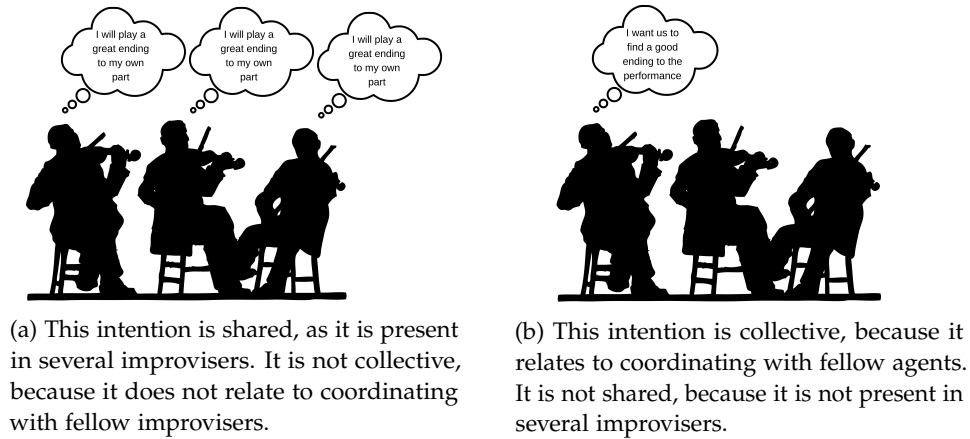 I will play a
great ending
to my own
part
I will play a
great ending
to my own
part
I will play a
great ending
to my own
part
(a) This intention is shared, as it is present
in several improvisers. It is not collective,
because it does not relate to coordinating
with fellow improvisers.
I want us to
find a good
ending to the
performance
(b) This intention is collective, because it
relates to coordinating with fellow agents.
It is not shared, because it is not present in
several improvisers.